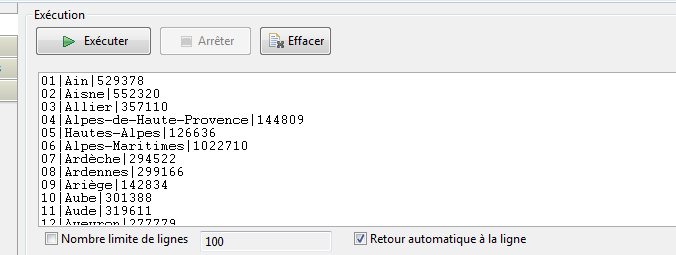 Exécution
Exécuter Arrêter Effacer
01|Ain|529378
02|Aisne|552320
03|Allier|357110
04|Alpes-de-Haute-Provence|144809
05|Hautes-Alpes|126636
06|Alpes-Maritimes|1022710
07|Ardèche|294522
08|Ardennes|299166
09|Ariège|142834
10|Aube|301388
11|Aude|319611
12|Aveyron|277779
Nombre limite de lignes 100 Retour automatique à la ligne